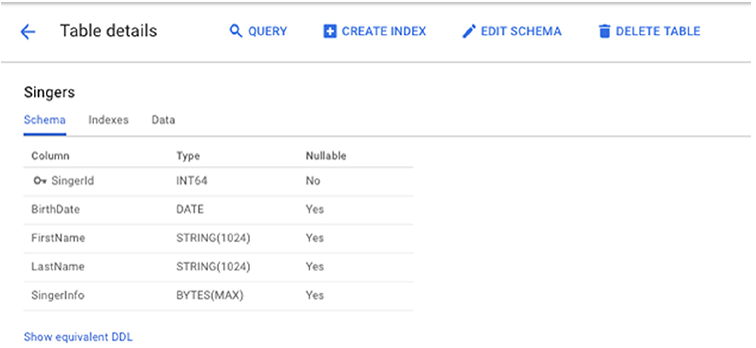 Table details QUERY CREATE INDEX EDIT SCHEMA DELETE TABLE
Singers
Schema Indexes Data
Column Type Nullable
SingerId INT64 No
BirthDate DATE Yes
FirstName STRING(1024) Yes
LastName STRING(1024) Yes
SingerInfo BYTES(MAX) Yes
Show equivalent DDL